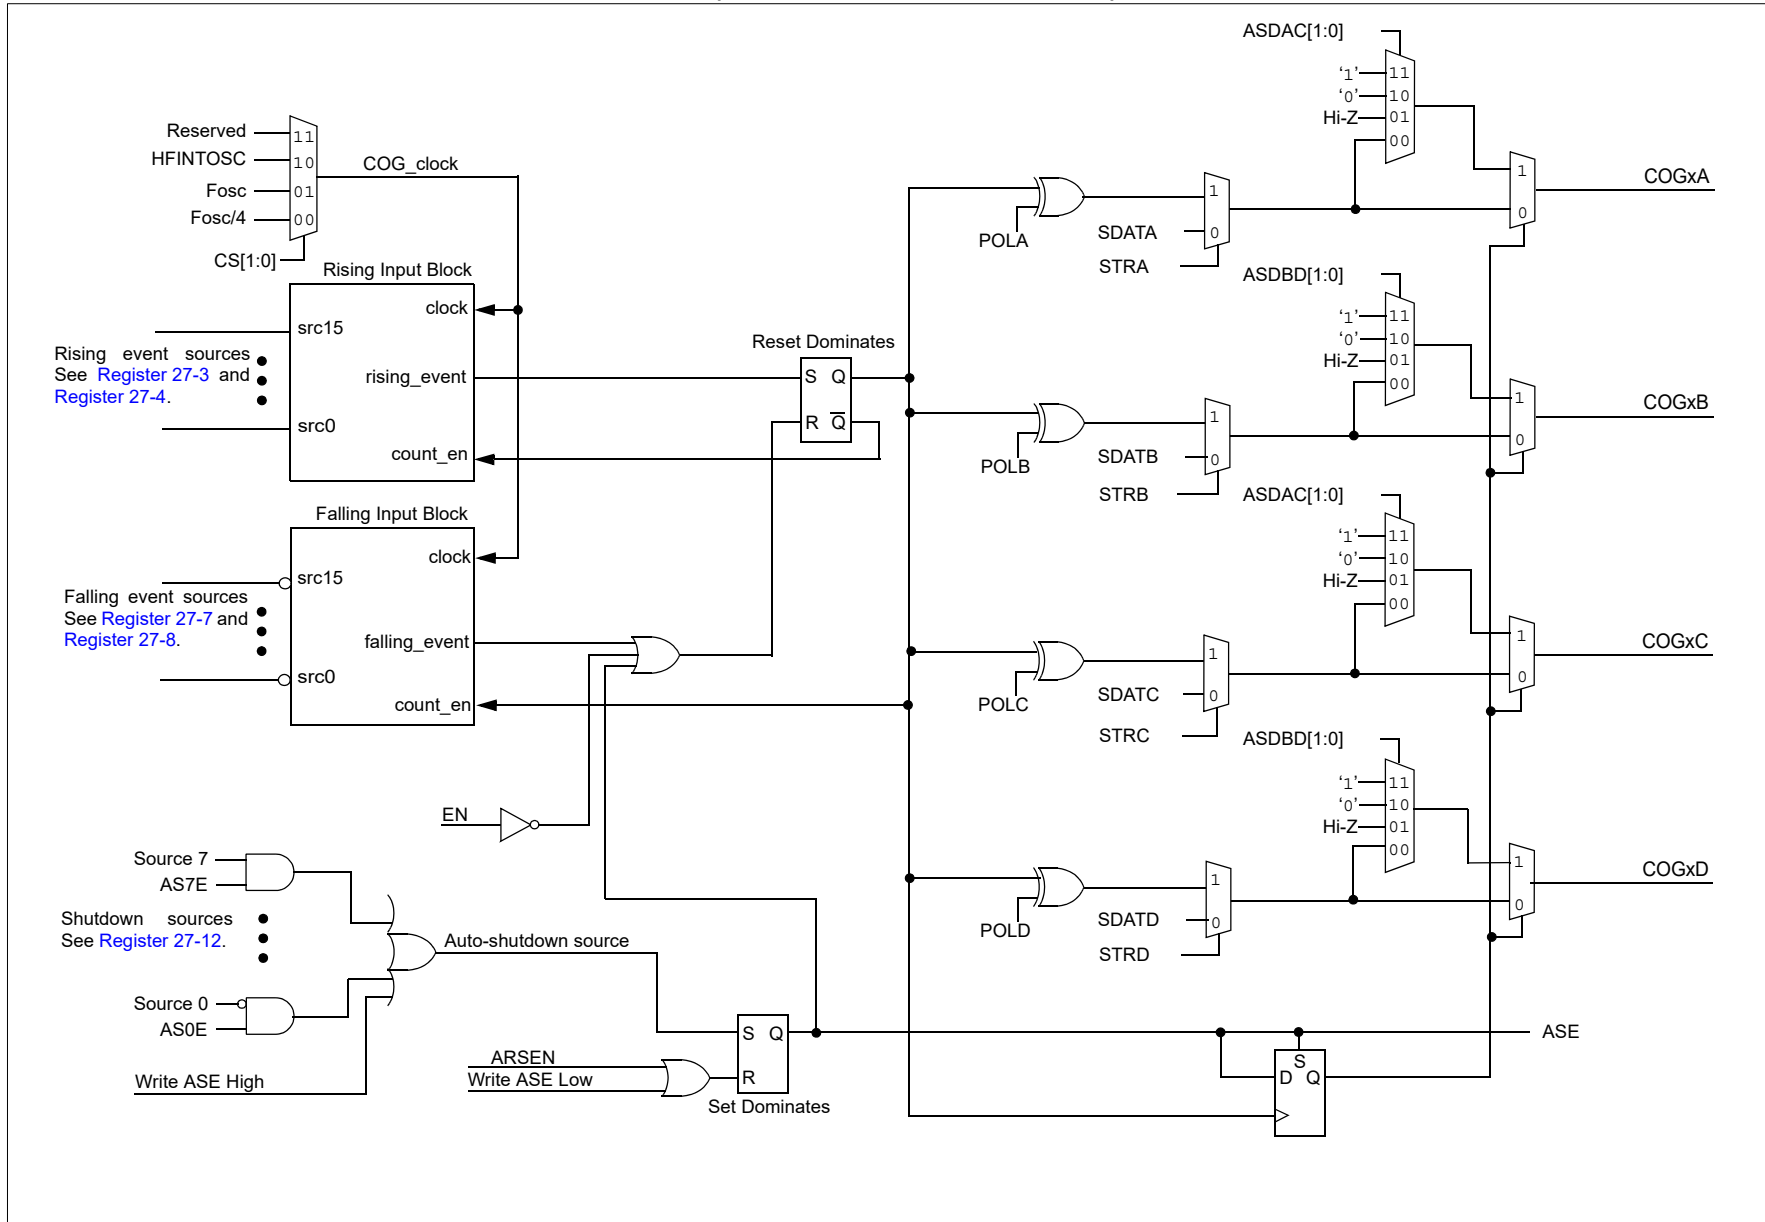 Reserved
HFINTOSC
Fosc
Fosc/4
11
10
01
00
CS[1:0]
COG_clock
Rising Input Block
clock
src15
rising_event
src0
count_en
Rising event sources
See Register 27-3 and
Register 27-4.
Falling Input Block
clock
src15
falling_event
src0
count_en
Falling event sources
See Register 27-7 and
Register 27-8.
Reset Dominates
S Q
R Q̅
EN
Source 7
AS7E
Shutdown sources
See Register 27-12.
Source 0
AS0E
Write ASE High
Auto-shutdown source
ARSEN
Write ASE Low
S Q
R
Set Dominates
ASE
S
D Q
POLA
SDATA
STRA
1
0
ASDAC[1:0]
‘1’
‘0’
Hi-Z
11
10
01
00
1
0
COGxA
POLB
SDATB
STRB
1
0
ASDBD[1:0]
‘1’
‘0’
Hi-Z
11
10
01
00
1
0
COGxB
POLC
SDATC
STRC
1
0
ASDAC[1:0]
‘1’
‘0’
Hi-Z
11
10
01
00
1
0
COGxC
POLD
SDATD
STRD
1
0
ASDBD[1:0]
‘1’
‘0’
Hi-Z
11
10
01
00
1
0
COGxD